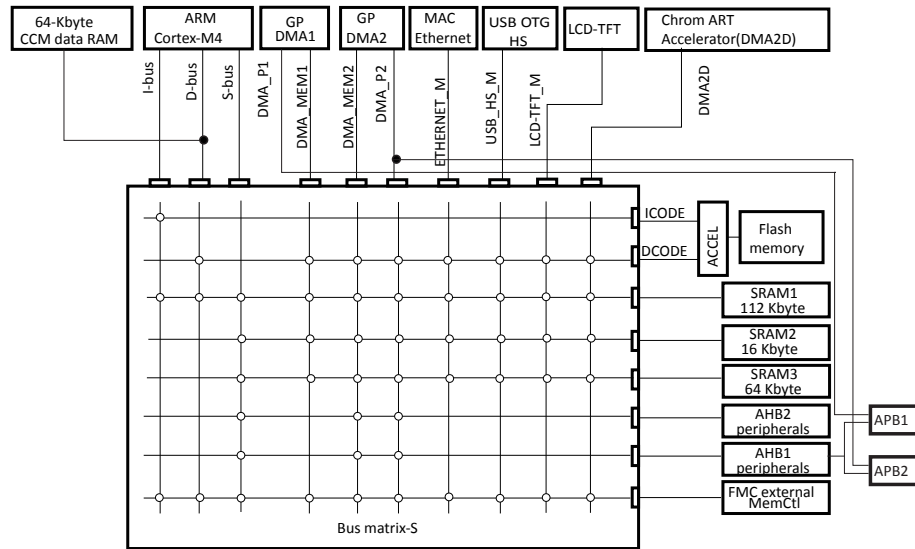 64-Kbyte
CCM data RAM
ARM
Cortex-M4
GP
DMA1
GP
DMA2
MAC
Ethernet
USB OTG
HS
LCD-TFT
Chrom ART
Accelerator(DMA2D)
I-bus
D-bus
S-bus
DMA_P1
DMA_MEM1
DMA_MEM2
DMA_P2
ETHERNET_M
USB_HS_M
LCD-TFT_M
DMA2D
ICODE
DCODE
ACCEL
Flash
memory
SRAM1
112 Kbyte
SRAM2
16 Kbyte
SRAM3
64 Kbyte
AHB2
peripherals
AHB1
peripherals
FMC external
MemCtl
APB1
APB2
Bus matrix-S